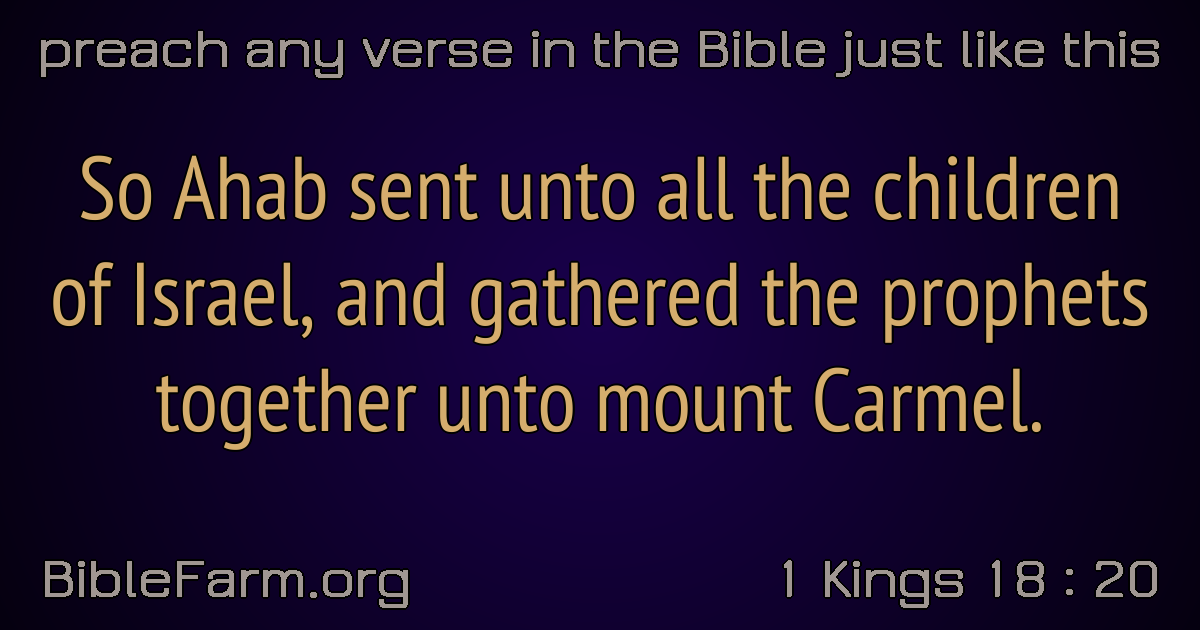 preach any verse in the Bible just like this
So Ahab sent unto all the children
of Israel, and gathered the prophets
together unto mount Carmel.
BibleFarm.org
1 Kings 18 : 20